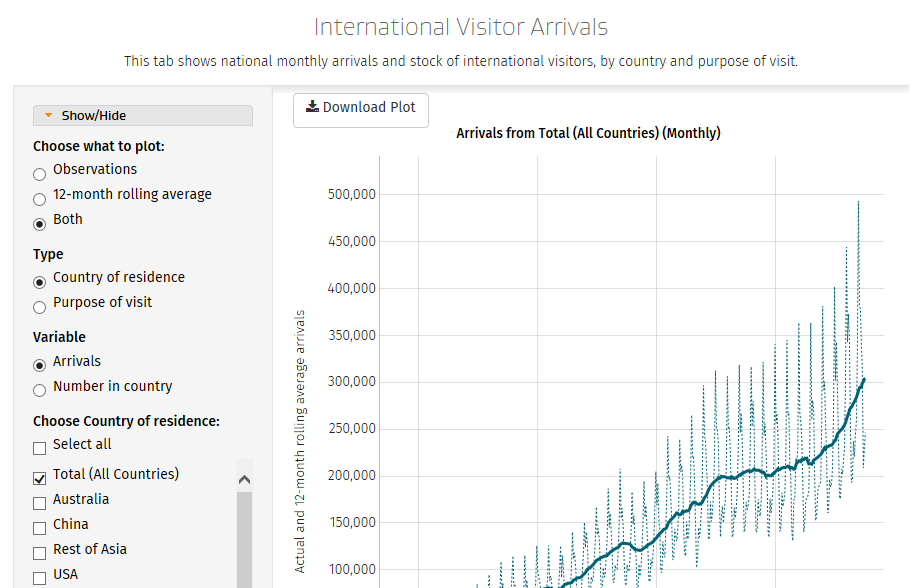 International Visitor Arrivals
This tab shows national monthly arrivals and stock of international visitors, by country and purpose of visit.
Show/Hide
Choose what to plot:
Observations
12-month rolling average
Both
Type
Country of residence
Purpose of visit
Variable
Arrivals
Number in country
Choose Country of residence:
Select all
Total (All Countries)
Australia
China
Rest of Asia
USA
Download Plot
Arrivals from Total (All Countries) (Monthly)
Actual and 12-month rolling average arrivals
500,000
450,000
400,000
350,000
300,000
250,000
200,000
150,000
100,000